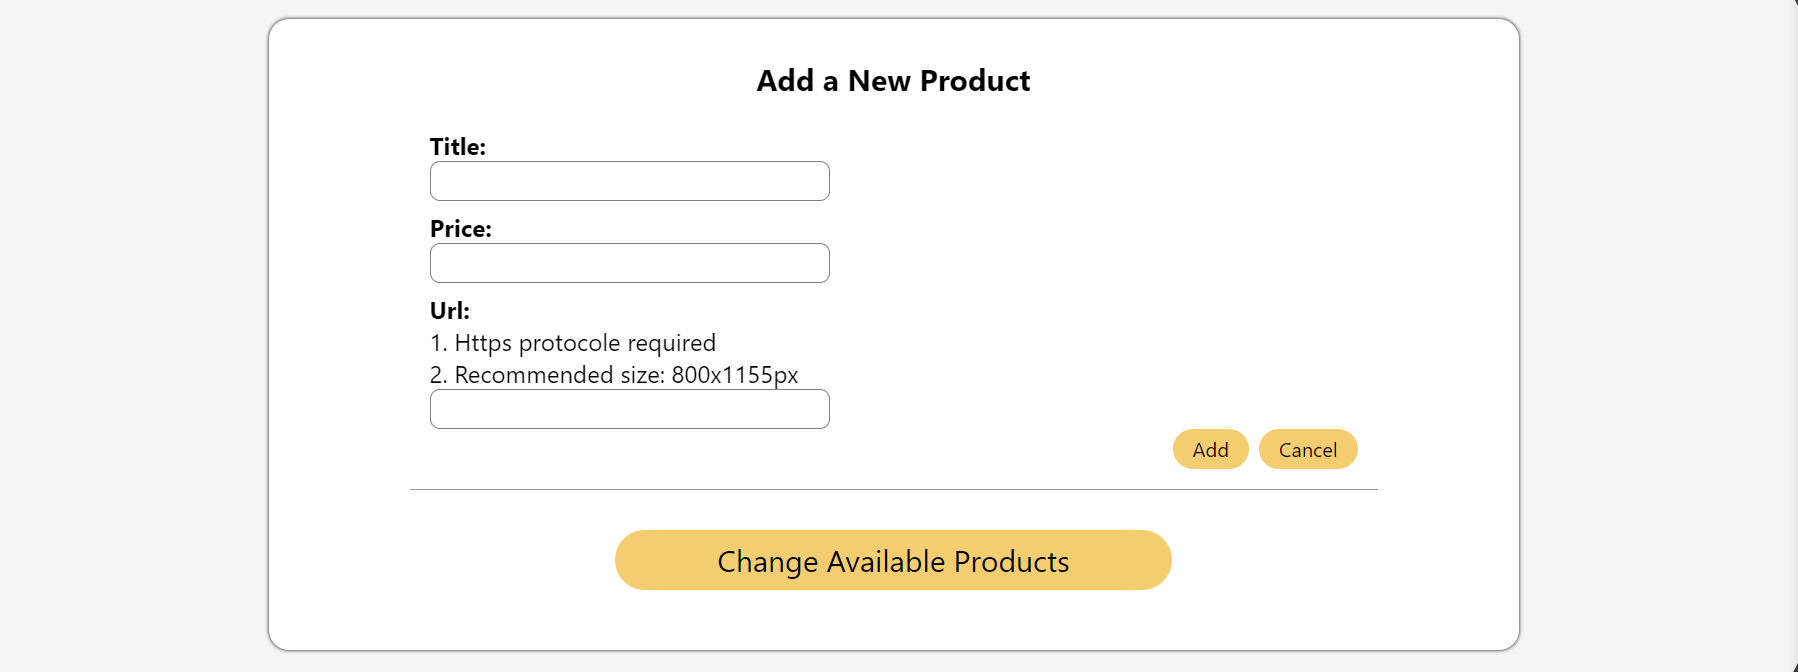 Add a New Product
Title:
Price:
Url:
1. Https protocole required
2. Recommended size: 800x1155px
Add Cancel
Change Available Products